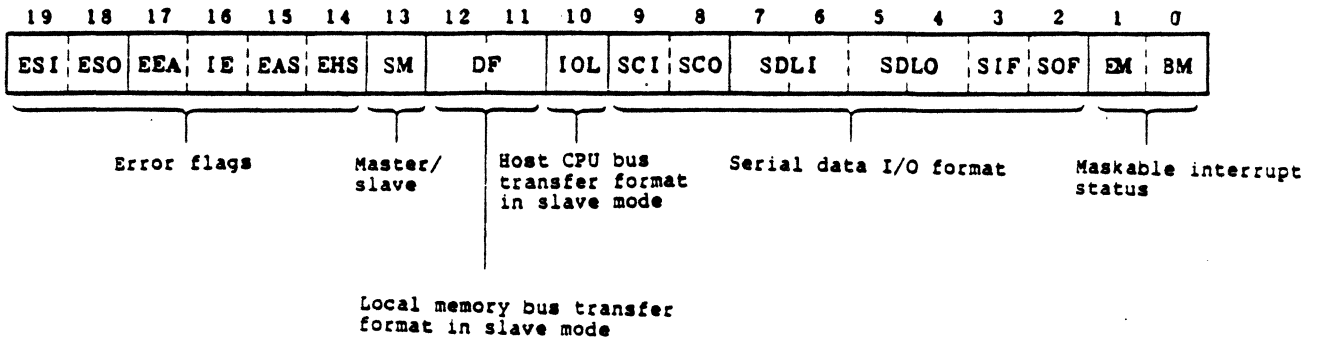 19 18 17 16 15 14 13 12 11 10 9 8 7 6 5 4 3 2 1 0
ESI ESO EEA IE EAS EHS SM DF IOL SCI SCO SDLI SDLO SIF SOF EM BM
Error flags
Master/
slave
Host CPU bus
transfer format
in slave mode
Serial data I/O format
Maskable interrupt
status
Local memory bus transfer
format in slave mode